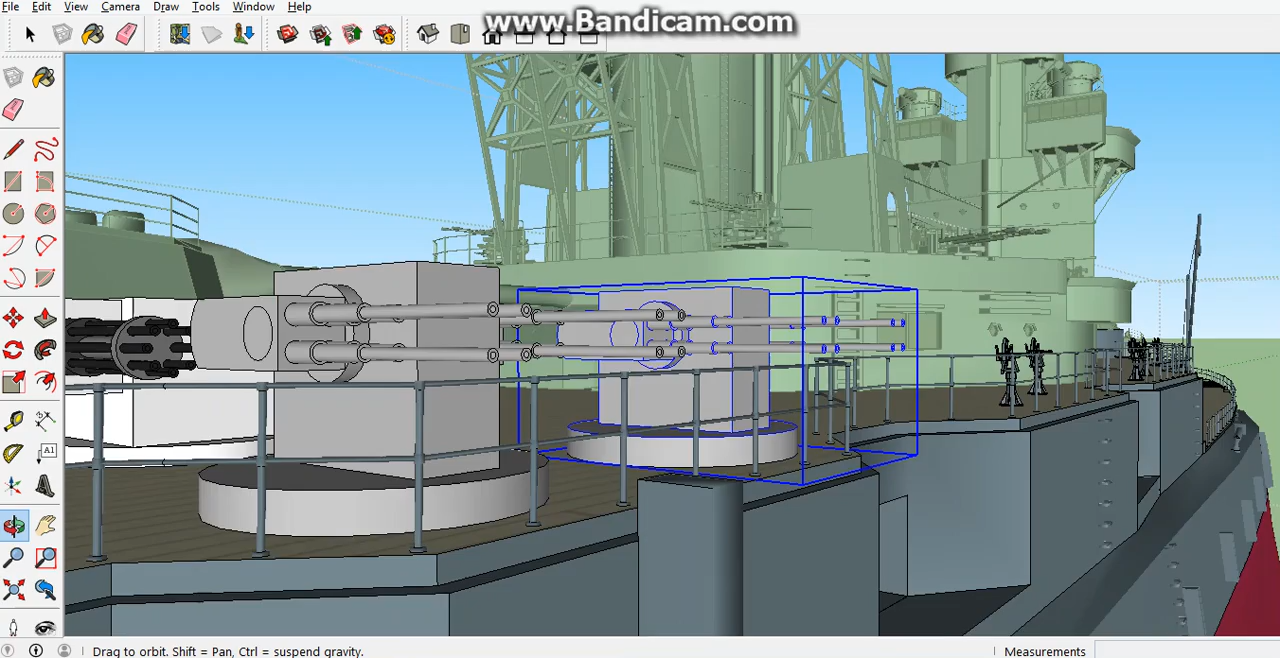 File Edit View Camera Draw Tools Window Help
www.Bandicam.com
A1
Drag to orbit. Shift = Pan, Ctrl = suspend gravity.
Measurements